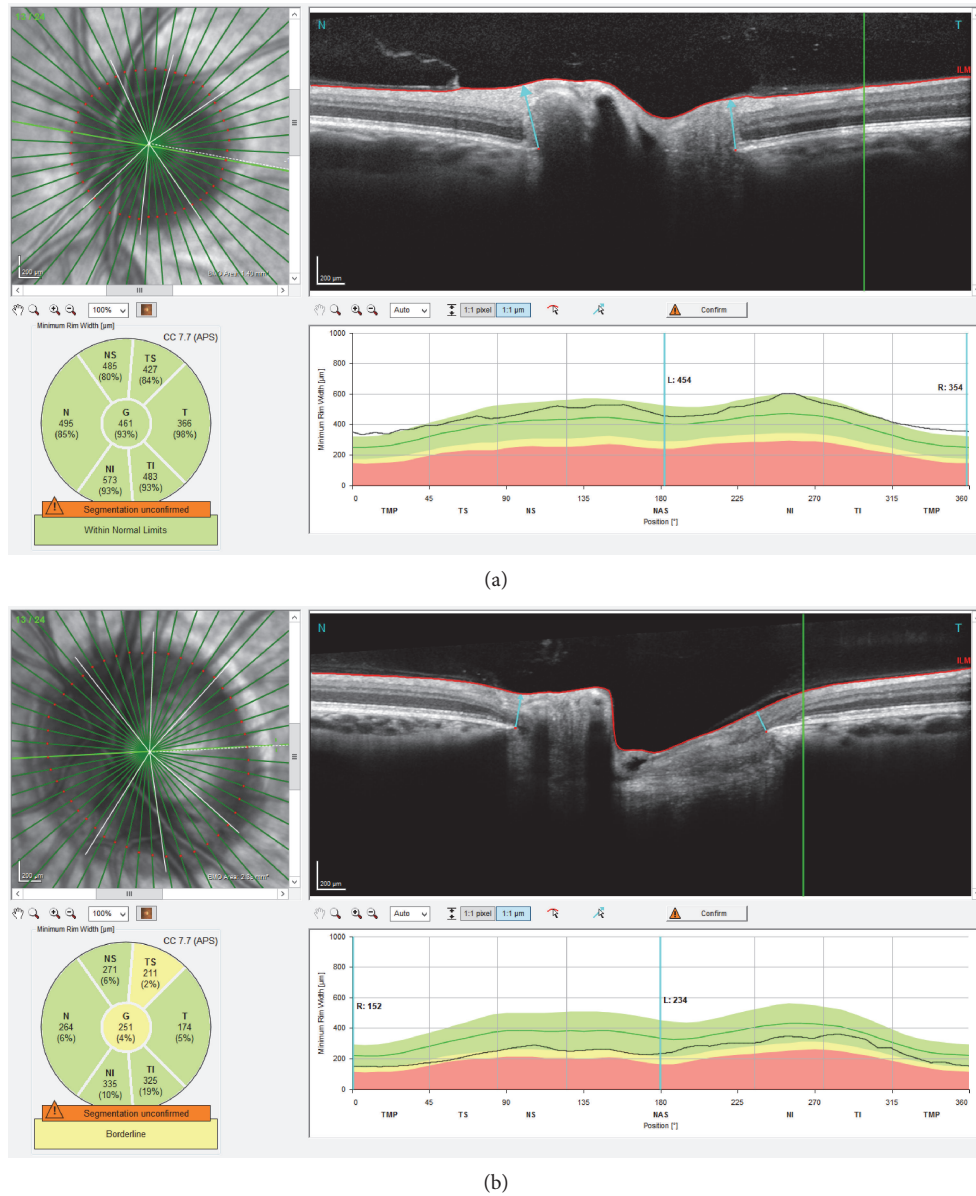 N
T
ILM
200 µm
200 µm
100%
Auto
1:1 pixel
1:1 µm
Confirm
Minimum Rim Width [µm]
CC 7.7 (APS)
NS
485
(80%)
TS
427
(84%)
N
495
(85%)
G
461
(93%)
T
366
(98%)
NI
573
(93%)
TI
483
(93%)
Segmentation unconfirmed
Within Normal Limits
Minimum Rim Width [µm]
1000
800
600
400
200
0
L: 454
R: 354
0 45 90 135 180 225 270 315 360
TMP TS NS NAS NI TI TMP
Position [°]
(a)
13 / 24
N
T
ILM
200 µm
200 µm
100%
Auto
1:1 pixel
1:1 µm
Confirm
Minimum Rim Width [µm]
CC 7.7 (APS)
NS
271
(6%)
TS
211
(2%)
N
264
(6%)
G
251
(4%)
T
174
(5%)
NI
335
(10%)
TI
325
(19%)
Segmentation unconfirmed
Borderline
Minimum Rim Width [µm]
1000
800
600
400
200
0
R: 152
L: 234
0 45 90 135 180 225 270 315 360
TMP TS NS NAS NI TI TMP
Position [°]
(b)